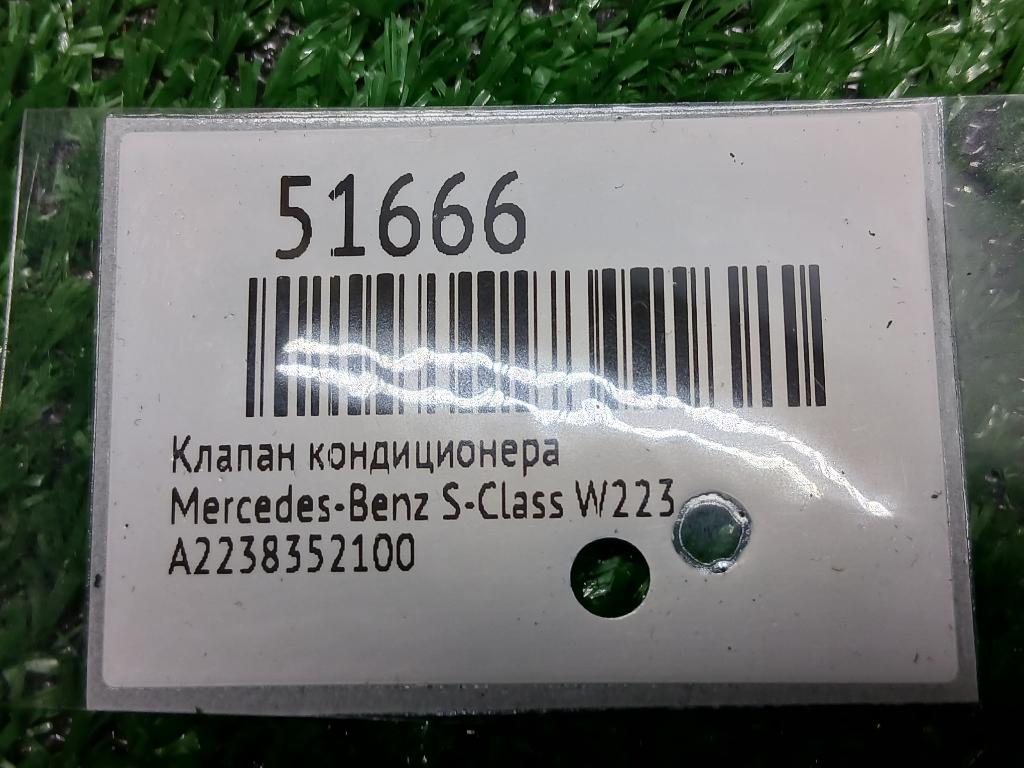 51666
Клапан кондиционера
Mercedes-Benz S-Class W223
A2238352100